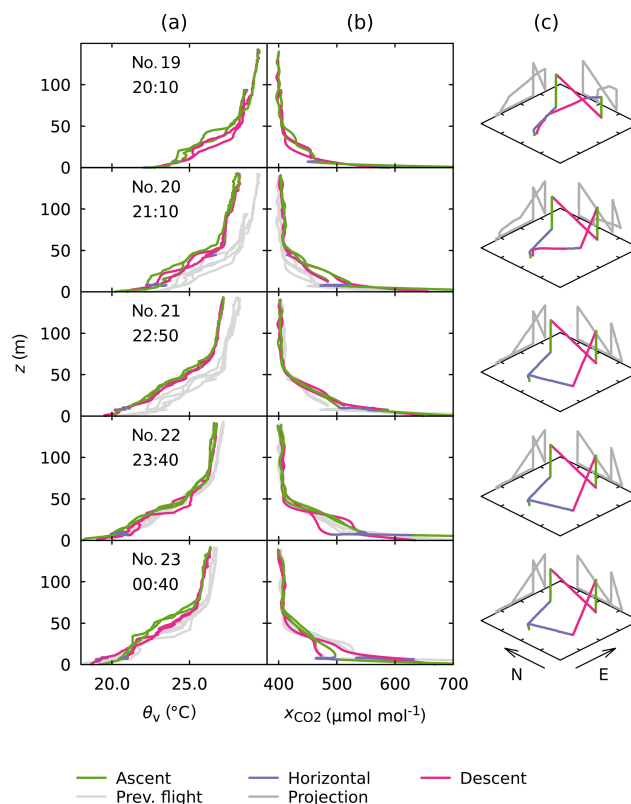 (a) (b) (c)
No. 19
20:10
100
50
0
No. 20
21:10
100
50
0
No. 21
22:50
100
50
0
z (m)
No. 22
23:40
100
50
0
No. 23
00:40
100
50
0
N E
20.0 25.0 400 500 600 700
θv (°C) xCO2 (µmol mol⁻¹)
Ascent Horizontal Descent
Prev. flight Projection